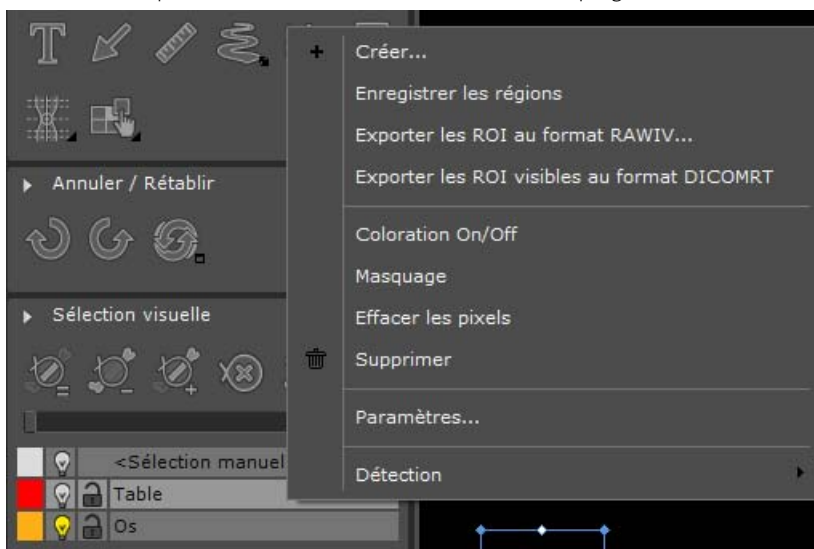 Créer...
Enregistrer les régions
Exporter les ROI au format RAWIV...
Exporter les ROI visibles au format DICOMRT
Annuler / Rétablir
Coloration On/Off
Masquage
Sélection visuelle
Effacer les pixels
Supprimer
Paramètres...
<Sélection manuel
Détection
Table
Os